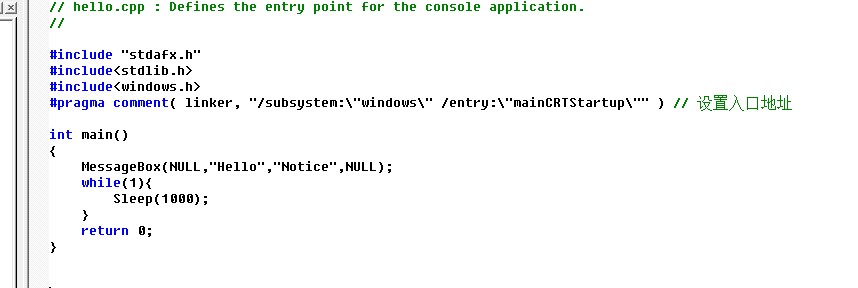 // hello.cpp : Defines the entry point for the console application.
//
#include "stdafx.h"
#include<stdlib.h>
#include<windows.h>
#pragma comment( linker, "/subsystem:\"windows\" /entry:\"mainCRTStartup\"" ) // 设置入口地址
int main()
{
MessageBox(NULL,"Hello","Notice",NULL);
while(1){
Sleep(1000);
}
return 0;
}